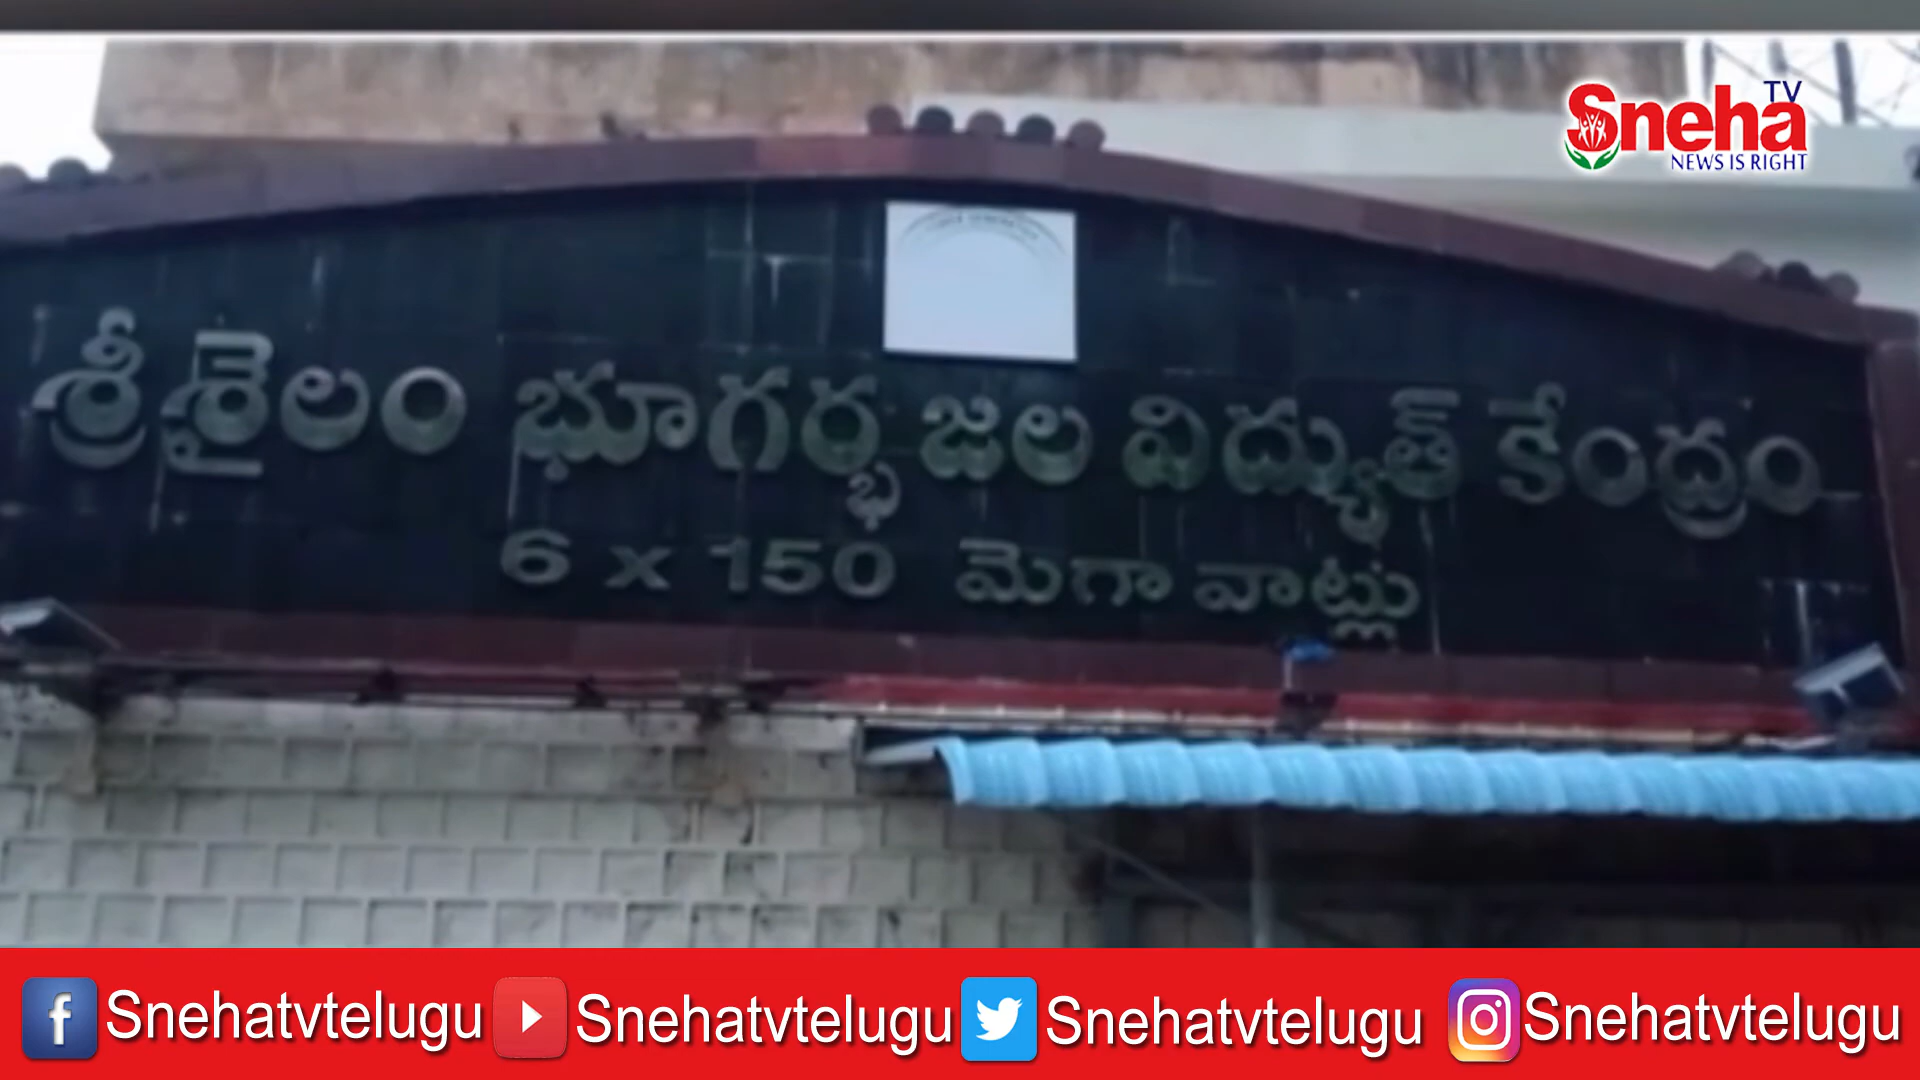 Sneha TV
NEWS IS RIGHT
శ్రీశైలం భూగర్భ జల విద్యుత్ కేంద్రం
6 x 150 మెగా వాట్లు
Snehatvtelugu Snehatvtelugu Snehatvtelugu Snehatvtelugu